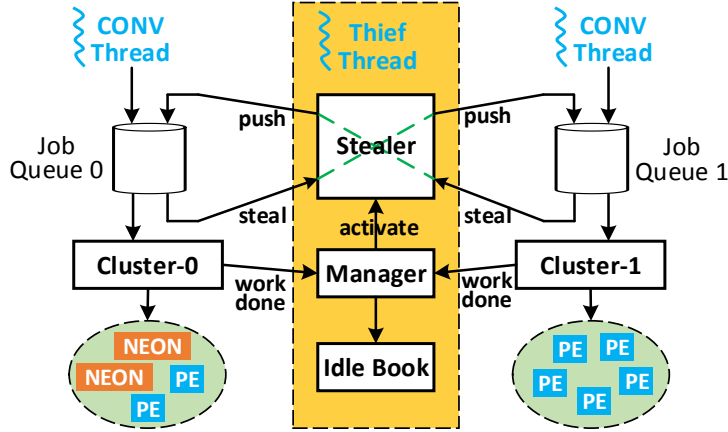 CONV
Thread
Thief
Thread
CONV
Thread
push
push
Job
Queue 0
Stealer
Job
Queue 1
steal
steal
activate
Cluster-0
Manager
Cluster-1
work
done
work
done
NEON
NEON
PE
PE
Idle Book
PE
PE
PE
PE
PE